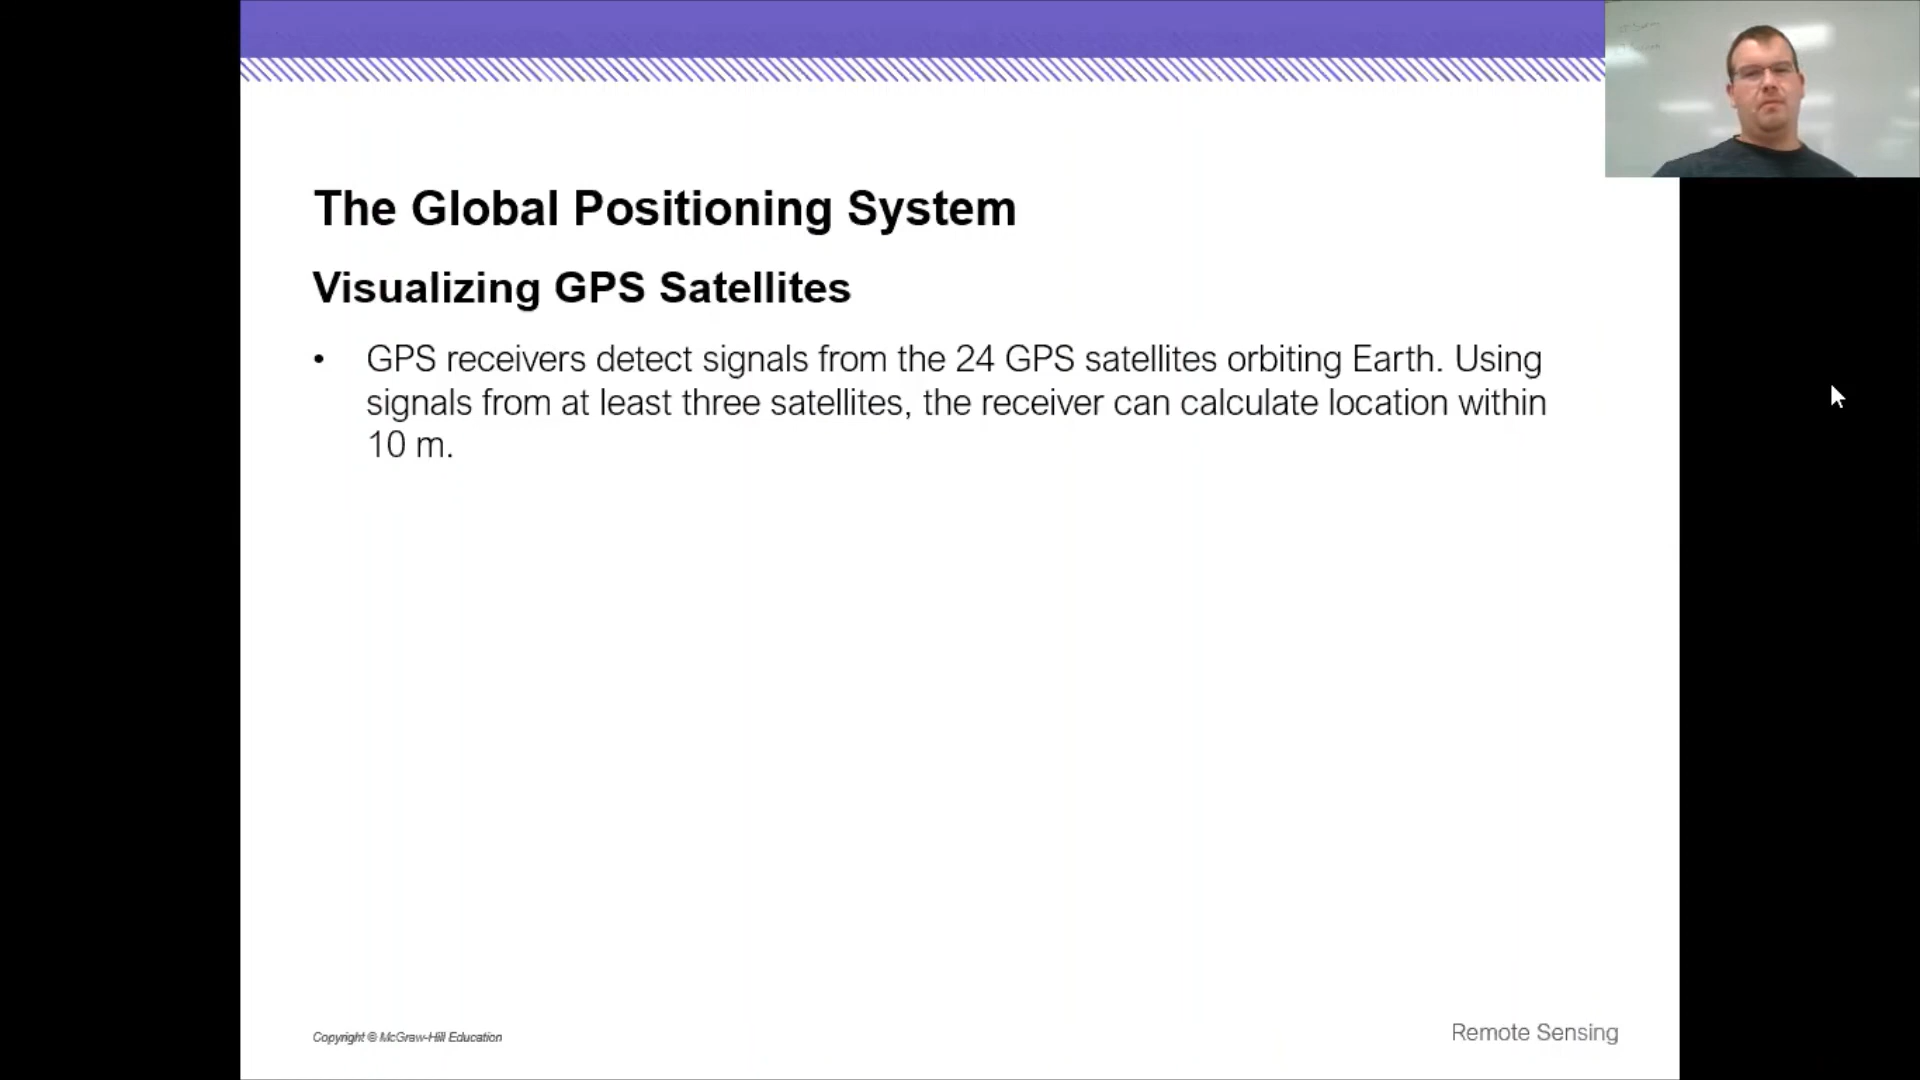 The Global Positioning System
Visualizing GPS Satellites
• GPS receivers detect signals from the 24 GPS satellites orbiting Earth. Using
signals from at least three satellites, the receiver can calculate location within
10 m.
Copyright © McGraw-Hill Education
Remote Sensing